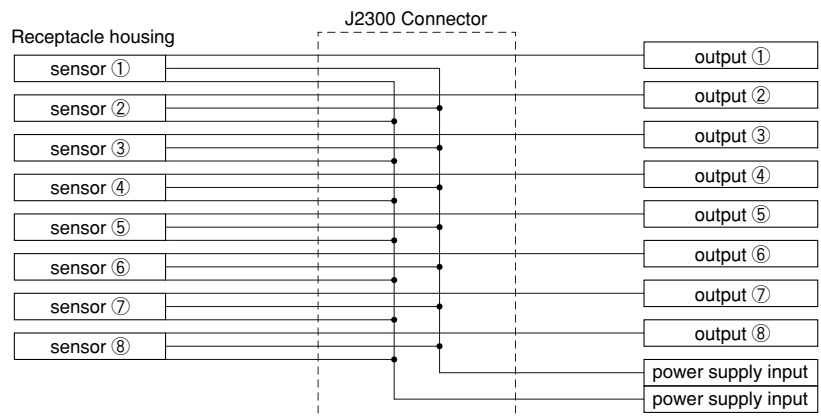 J2300 Connector
Receptacle housing
sensor ①
output ①
sensor ②
output ②
sensor ③
output ③
sensor ④
output ④
sensor ⑤
output ⑤
sensor ⑥
output ⑥
sensor ⑦
output ⑦
sensor ⑧
output ⑧
power supply input
power supply input